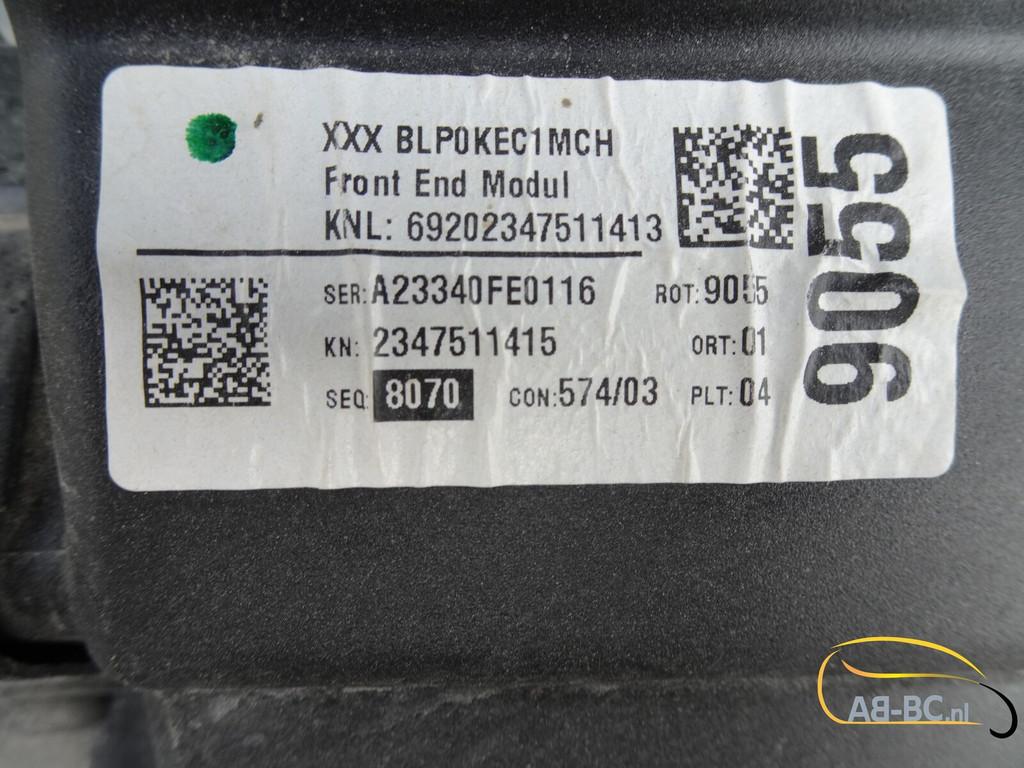 XXX BLP0KEC1MCH
Front End Modul
KNL: 69202347511413
SER: A23340FE0116 ROT: 9055
KN: 2347511415 ORT: 01
SEQ: 8070 CON: 574/03 PLT: 04
9055
AB-BC.nl